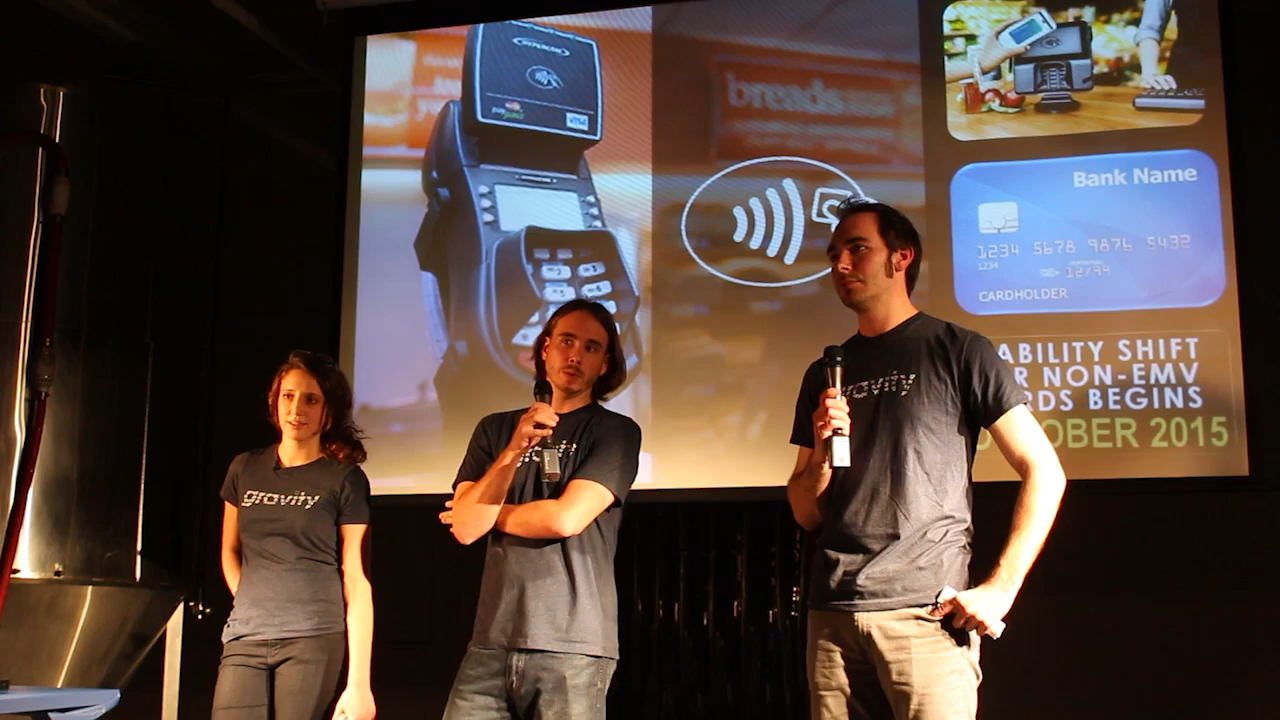 HYPERCOM
VISA
breads
Bank Name
1234 5678 9876 5432
1234
12/99
CARDHOLDER
ABILITY SHIFT
R NON-EMV
RDS BEGINS
OBER 2015
gravity
gravity